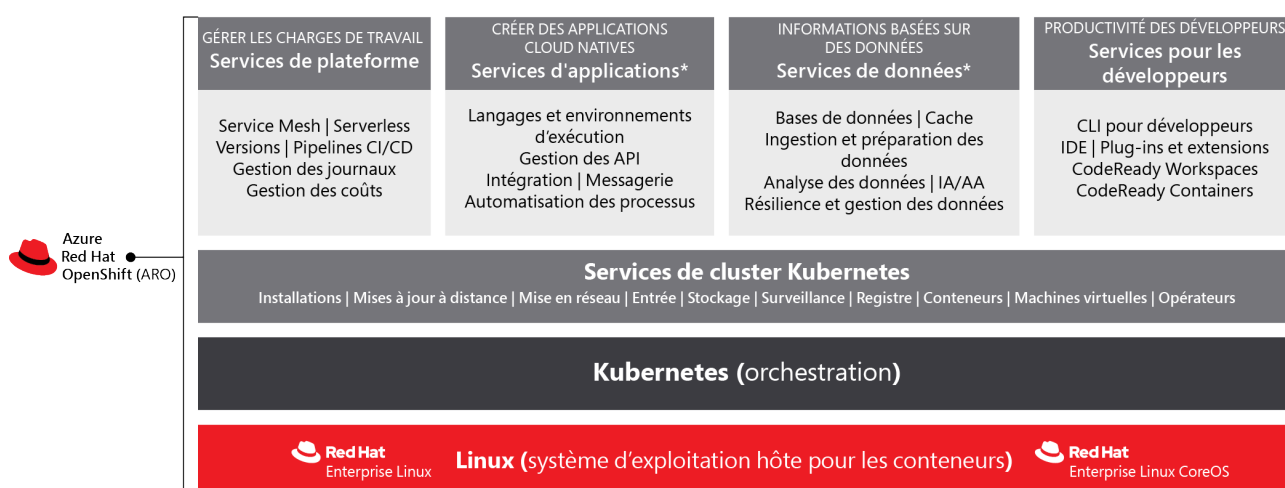 GÉRER LES CHARGES DE TRAVAIL
Services de plateforme
Service Mesh | Serverless
Versions | Pipelines CI/CD
Gestion des journaux
Gestion des coûts
CRÉER DES APPLICATIONS
CLOUD NATIVES
Services d'applications*
Langages et environnements
d’exécution
Gestion des API
Intégration | Messagerie
Automatisation des processus
INFORMATIONS BASÉES SUR
DES DONNÉES
Services de données*
Bases de données | Cache
Ingestion et préparation des
données
Analyse des données | IA/AA
Résilience et gestion des données
PRODUCTIVITÉ DES DÉVELOPPEURS
Services pour les
développeurs
CLI pour développeurs
IDE | Plug-ins et extensions
CodeReady Workspaces
CodeReady Containers
Azure
Red Hat
OpenShift (ARO)
Services de cluster Kubernetes
Installations | Mises à jour à distance | Mise en réseau | Entrée | Stockage | Surveillance | Registre | Conteneurs | Machines virtuelles | Opérateurs
Kubernetes (orchestration)
Red Hat
Enterprise Linux
Linux (système d’exploitation hôte pour les conteneurs)
Red Hat
Enterprise Linux CoreOS